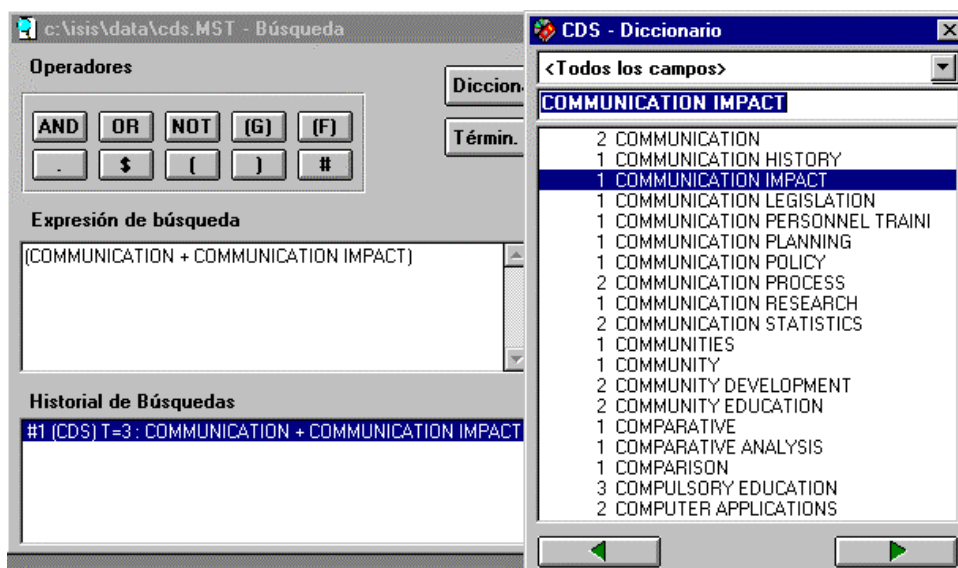 c:\isis\data\cds.MST - Búsqueda
Operadores
Diccion.
Términ.
AND OR NOT (G) (F)
. $ ( ) #
Expresión de búsqueda
(COMMUNICATION + COMMUNICATION IMPACT)
Historial de Búsquedas
#1 (CDS) T=3 : COMMUNICATION + COMMUNICATION IMPACT
CDS - Diccionario
<Todos los campos>
COMMUNICATION IMPACT
2 COMMUNICATION
1 COMMUNICATION HISTORY
1 COMMUNICATION IMPACT
1 COMMUNICATION LEGISLATION
1 COMMUNICATION PERSONNEL TRAINI
1 COMMUNICATION PLANNING
1 COMMUNICATION POLICY
2 COMMUNICATION PROCESS
1 COMMUNICATION RESEARCH
2 COMMUNICATION STATISTICS
1 COMMUNITIES
1 COMMUNITY
2 COMMUNITY DEVELOPMENT
2 COMMUNITY EDUCATION
1 COMPARATIVE
1 COMPARATIVE ANALYSIS
1 COMPARISON
3 COMPULSORY EDUCATION
2 COMPUTER APPLICATIONS